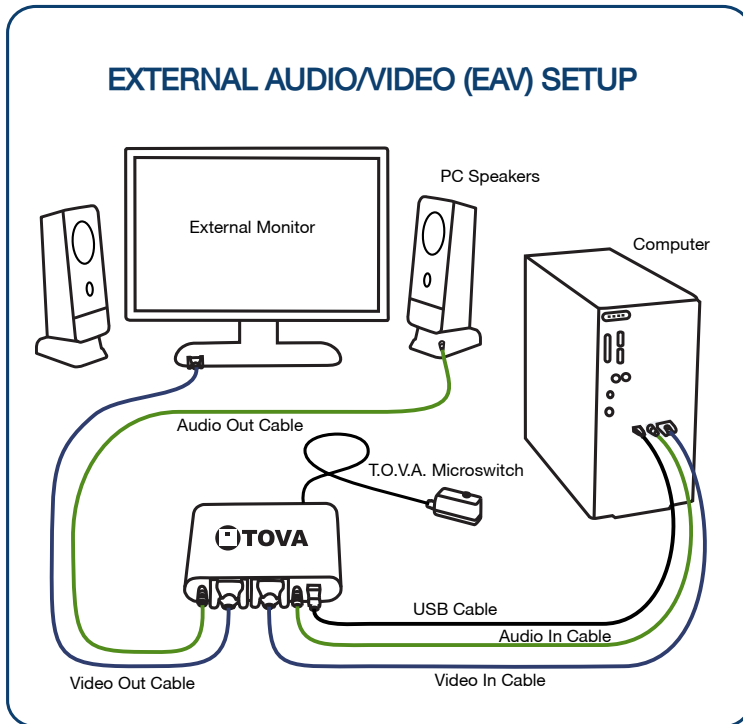 EXTERNAL AUDIO/VIDEO (EAV) SETUP
PC Speakers
External Monitor
Computer
Audio Out Cable
T.O.V.A. Microswitch
TOVA
USB Cable
Audio In Cable
Video Out Cable
Video In Cable